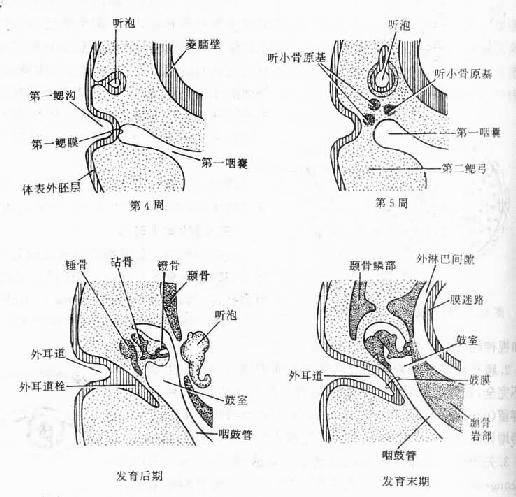 听泡
菱脑壁
第一鳃沟
第一鳃膜
第一咽囊
体表外胚层
第4周
听泡
听小骨原基
听小骨原基
第一咽囊
第二鳃弓
第5周
锤骨
砧骨
镫骨
颞骨
听泡
外耳道
外耳道栓
鼓室
咽鼓管
发育后期
颞骨鳞部
外淋巴间隙
膜迷路
鼓室
外耳道
鼓膜
颞骨
岩部
咽鼓管
发育末期